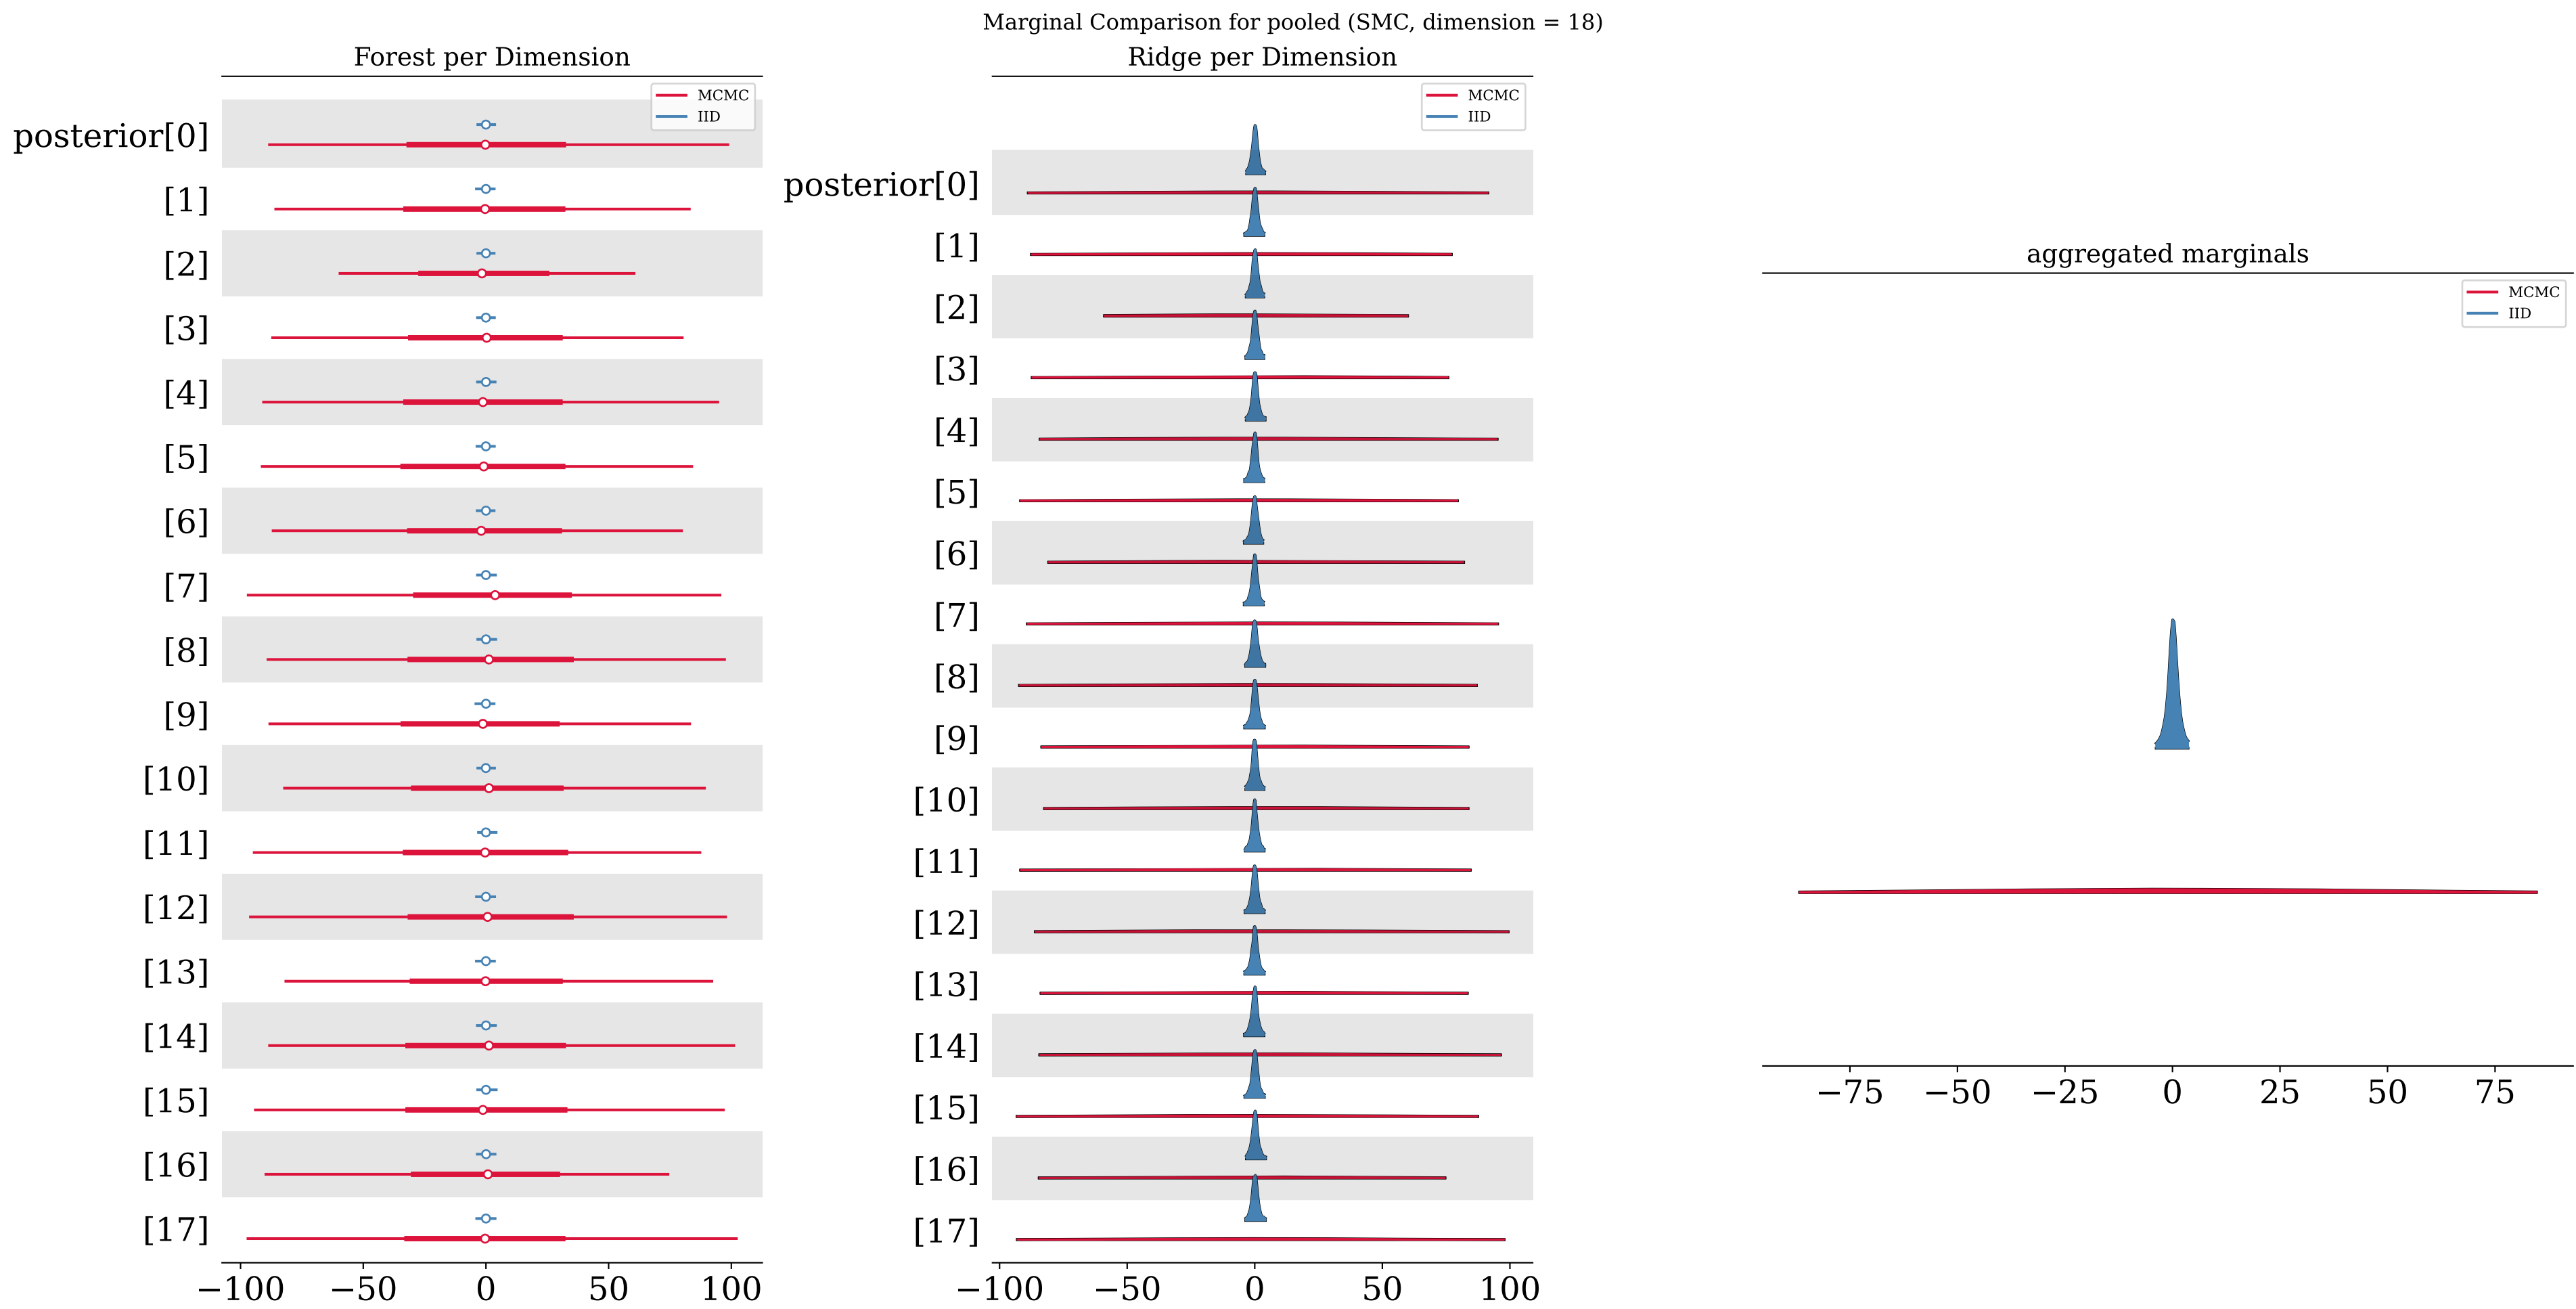 Marginal Comparison for pooled (SMC, dimension = 18)
Forest per Dimension
MCMC
IID
posterior[0]
[1]
[2]
[3]
[4]
[5]
[6]
[7]
[8]
[9]
[10]
[11]
[12]
[13]
[14]
[15]
[16]
[17]
−100 −50 0 50 100
Ridge per Dimension
MCMC
IID
posterior[0]
[1]
[2]
[3]
[4]
[5]
[6]
[7]
[8]
[9]
[10]
[11]
[12]
[13]
[14]
[15]
[16]
[17]
−100 −50 0 50 100
aggregated marginals
MCMC
IID
−75 −50 −25 0 25 50 75